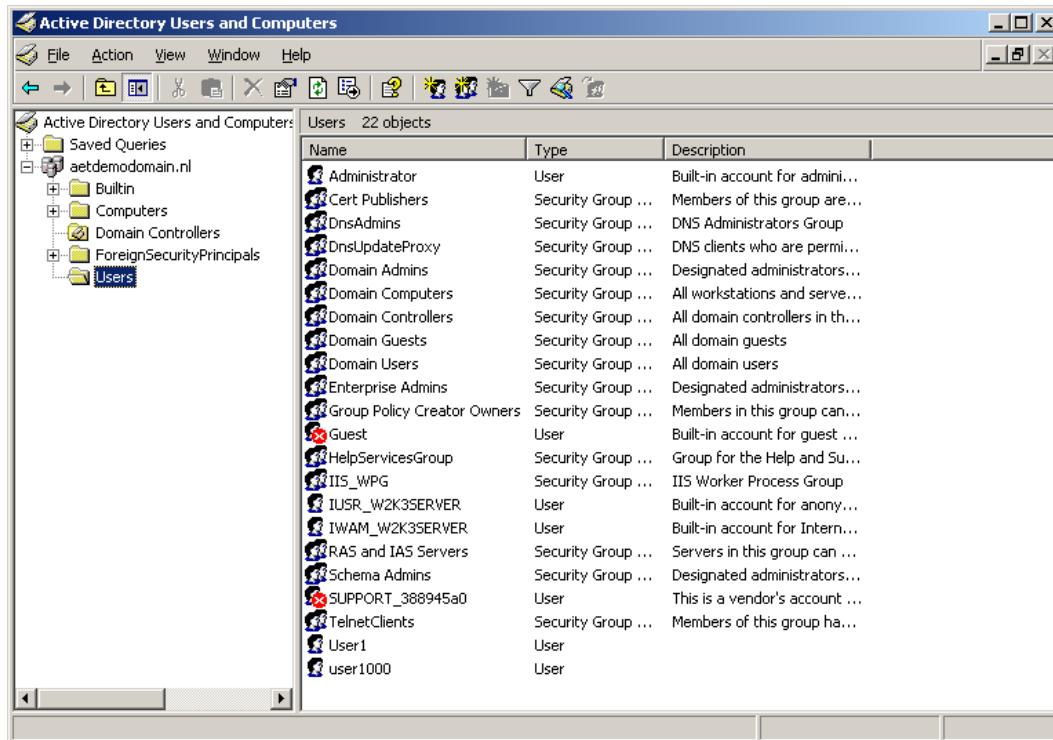 Active Directory Users and Computers
File Action View Window Help
Active Directory Users and Computers
Saved Queries
aetdemodomain.nl
Builtin
Computers
Domain Controllers
ForeignSecurityPrincipals
Users
Users 22 objects
Name Type Description
Administrator User Built-in account for admini...
Cert Publishers Security Group ... Members of this group are...
DnsAdmins Security Group ... DNS Administrators Group
DnsUpdateProxy Security Group ... DNS clients who are permi...
Domain Admins Security Group ... Designated administrators...
Domain Computers Security Group ... All workstations and serve...
Domain Controllers Security Group ... All domain controllers in th...
Domain Guests Security Group ... All domain guests
Domain Users Security Group ... All domain users
Enterprise Admins Security Group ... Designated administrators...
Group Policy Creator Owners Security Group ... Members in this group can...
Guest User Built-in account for guest ...
HelpServicesGroup Security Group ... Group for the Help and Su...
IIS_WPG Security Group ... IIS Worker Process Group
IUSR_W2K3SERVER User Built-in account for anony...
IWAM_W2K3SERVER User Built-in account for Intern...
RAS and IAS Servers Security Group ... Servers in this group can ...
Schema Admins Security Group ... Designated administrators...
SUPPORT_388945a0 User This is a vendor's account ...
TelnetClients Security Group ... Members of this group ha...
User1 User
user1000 User